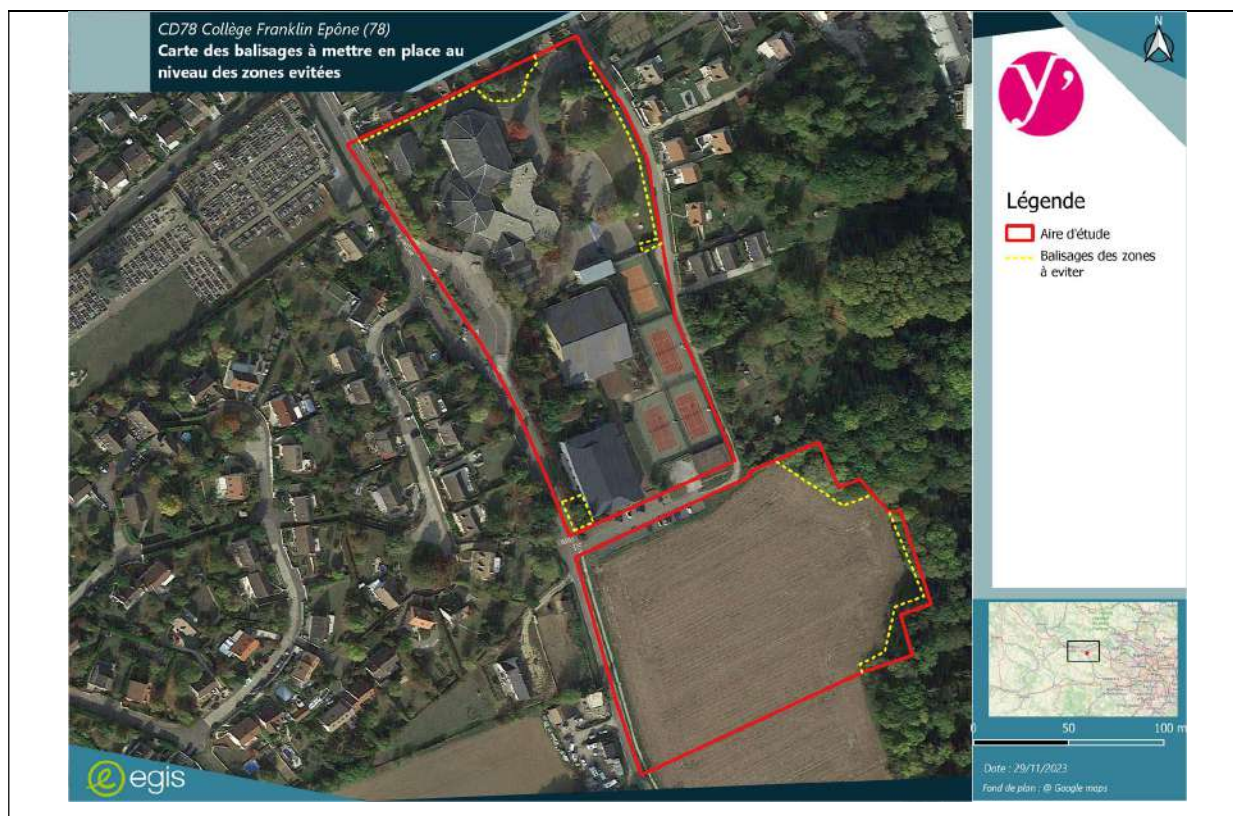 CD78 Collège Franklin Epône (78)
Carte des balisages à mettre en place au
niveau des zones evitées
N
y'
Légende
Aire d'étude
Balisages des zones
à eviter
0 50 100 m
Date : 29/11/2023
Fond de plan : @ Google maps
egis